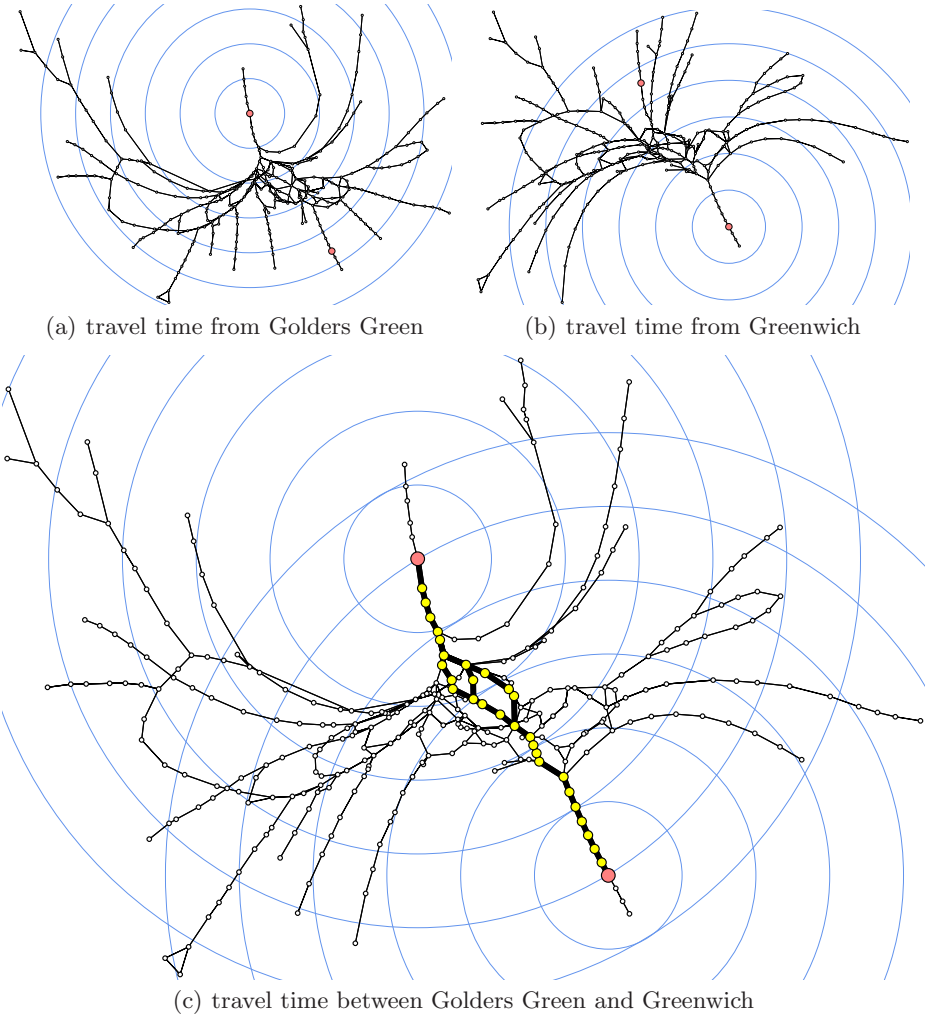 (a) travel time from Golders Green
(b) travel time from Greenwich
(c) travel time between Golders Green and Greenwich